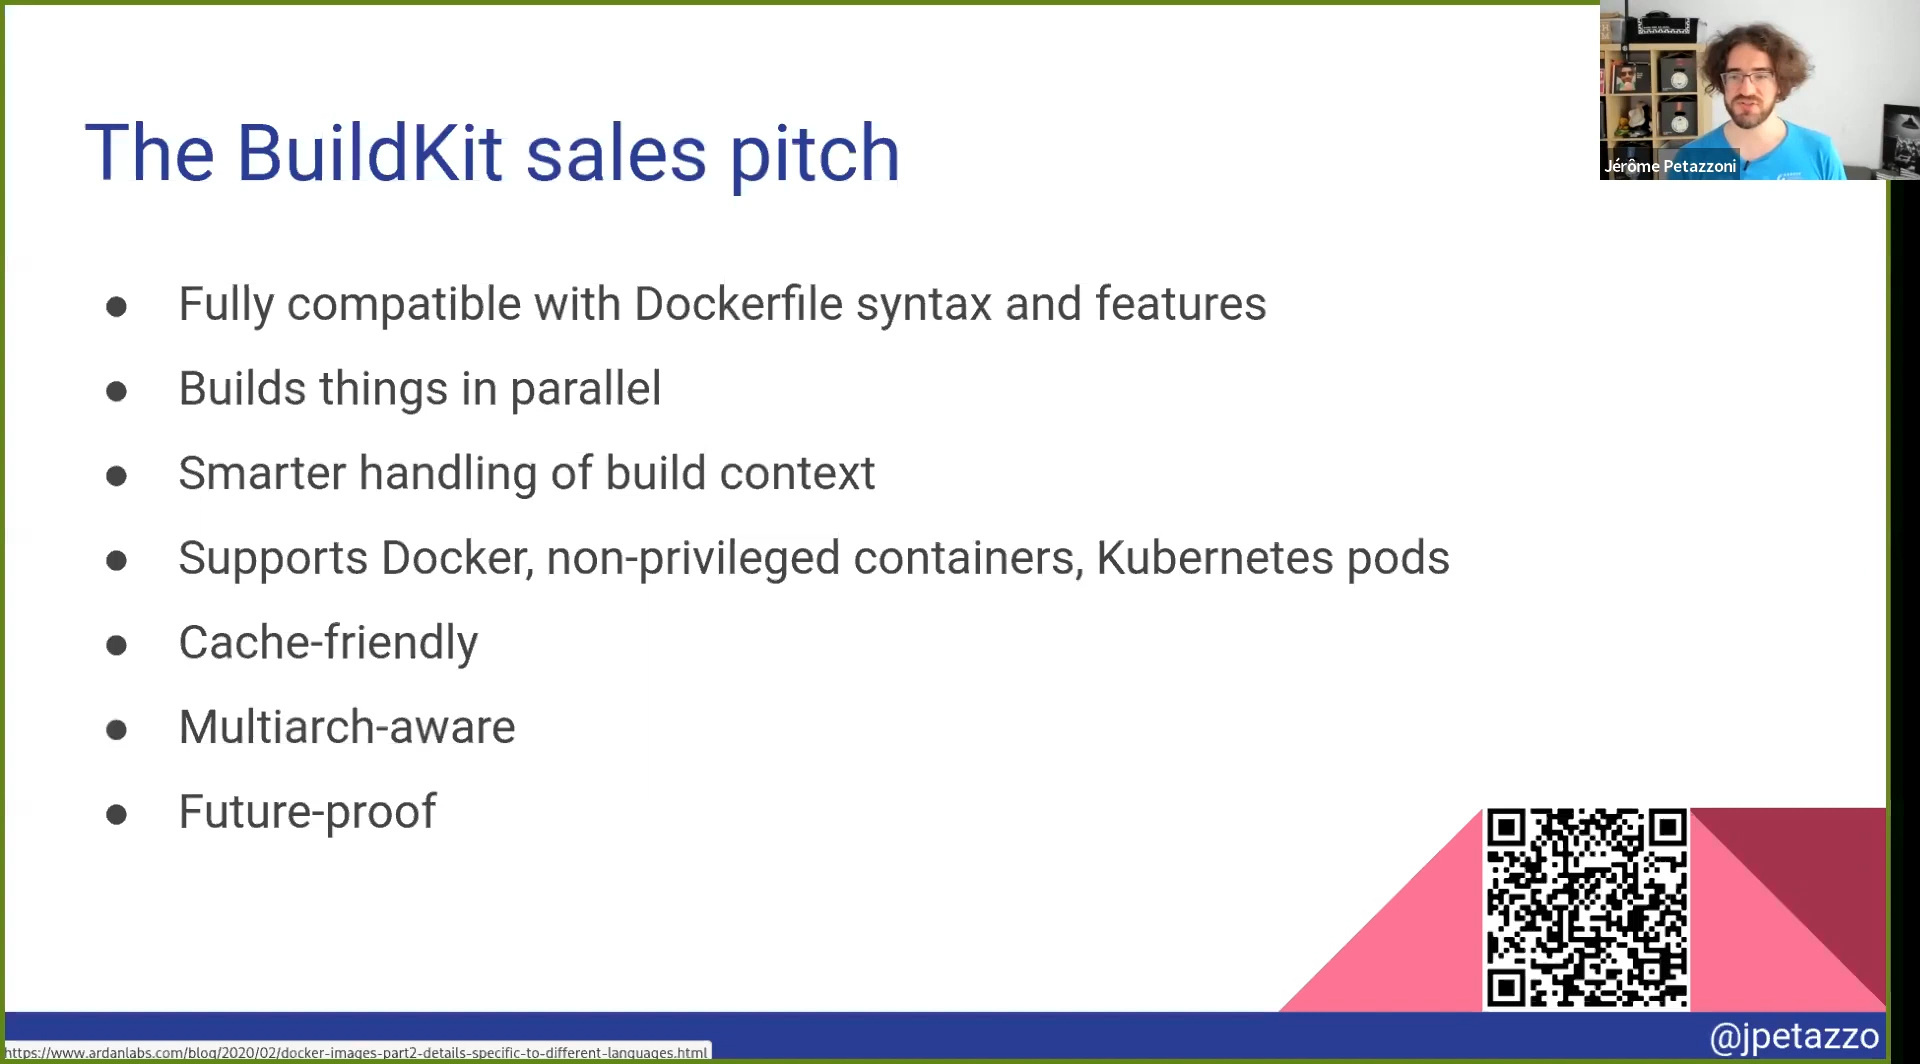 The BuildKit sales pitch
Jérôme Petazzoni
● Fully compatible with Dockerfile syntax and features
● Builds things in parallel
● Smarter handling of build context
● Supports Docker, non-privileged containers, Kubernetes pods
● Cache-friendly
● Multiarch-aware
● Future-proof
@jpetazzo
https://www.ardanlabs.com/blog/2020/02/docker-images-part2-details-specific-to-different-languages.html